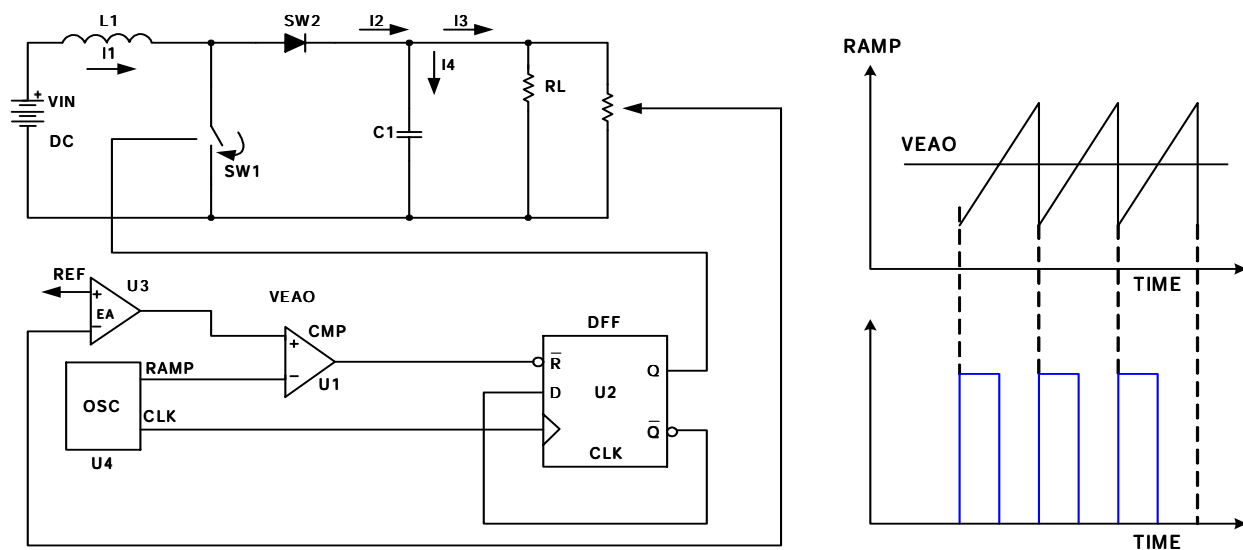 L1
I1
SW2
I2
I3
I4
+
VIN
DC
SW1
C1
RL
REF
+
EA
−
U3
VEAO
CMP
+
−
U1
OSC
RAMP
CLK
U4
DFF
R
D
U2
Q
Q
CLK
RAMP
VEAO
TIME
TIME